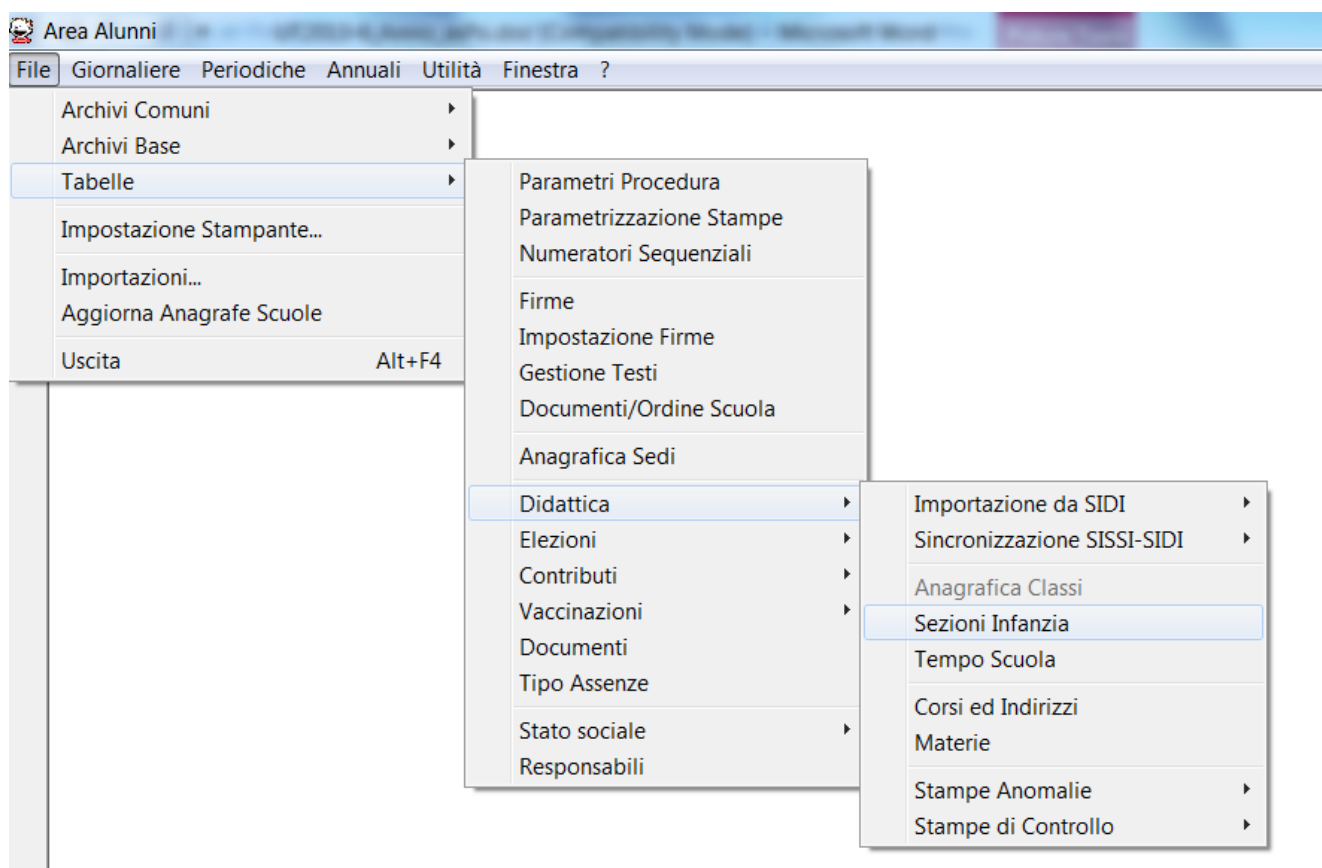 Area Alunni
File Giornaliere Periodiche Annuali Utilità Finestra ?
Archivi Comuni
Archivi Base
Tabelle
Impostazione Stampante...
Importazioni...
Aggiorna Anagrafe Scuole
Uscita Alt+F4
Parametri Procedura
Parametrizzazione Stampe
Numeratori Sequenziali
Firme
Impostazione Firme
Gestione Testi
Documenti/Ordine Scuola
Anagrafica Sedi
Didattica
Elezioni
Contributi
Vaccinazioni
Documenti
Tipo Assenze
Stato sociale
Responsabili
Importazione da SIDI
Sincronizzazione SISSI-SIDI
Anagrafica Classi
Sezioni Infanzia
Tempo Scuola
Corsi ed Indirizzi
Materie
Stampe Anomalie
Stampe di Controllo